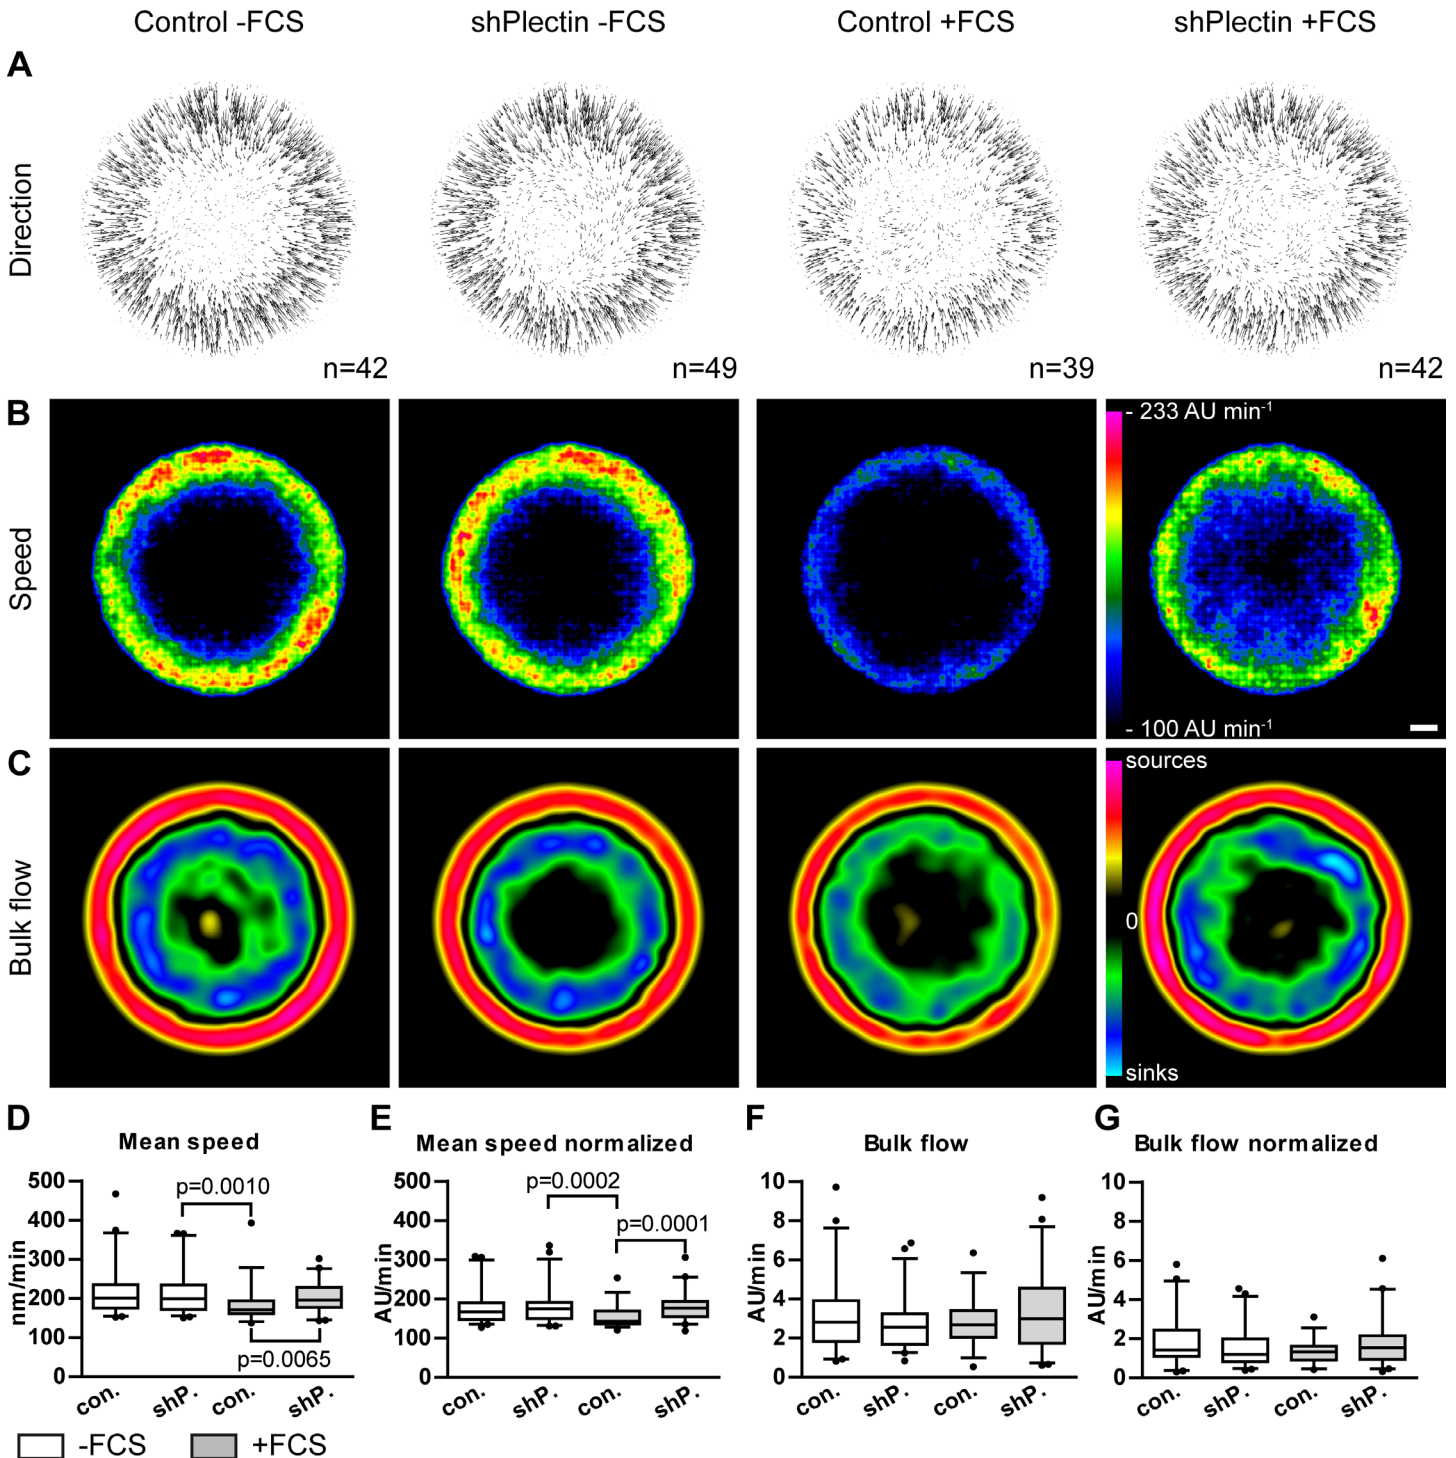 Control -FCS shPlectin -FCS Control +FCS shPlectin +FCS
A
Direction
n=42 n=49 n=39 n=42
B
Speed
- 233 AU min-1
- 100 AU min-1
C
Bulk flow
sources
0
sinks
D
Mean speed
nm/min
500
400
300
200
100
0
p=0.0010
p=0.0065
con. shP. con. shP.
E
Mean speed normalized
AU/min
500
400
300
200
100
0
p=0.0002
p=0.0001
con. shP. con. shP.
F
Bulk flow
AU/min
10
8
6
4
2
0
con. shP. con. shP.
G
Bulk flow normalized
AU/min
10
8
6
4
2
0
con. shP. con. shP.
-FCS +FCS